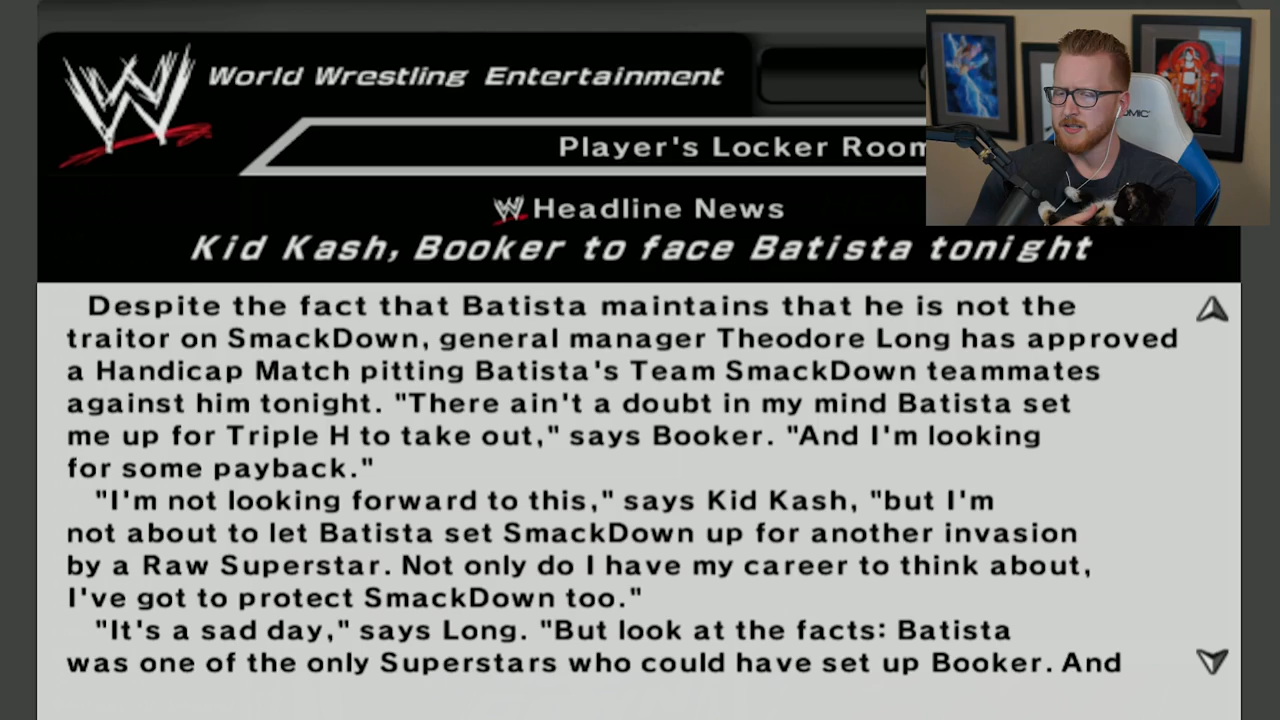 World Wrestling Entertainment
Player's Locker Room
Headline News
Kid Kash, Booker to face Batista tonight
Despite the fact that Batista maintains that he is not the
traitor on SmackDown, general manager Theodore Long has approved
a Handicap Match pitting Batista's Team SmackDown teammates
against him tonight. "There ain't a doubt in my mind Batista set
me up for Triple H to take out," says Booker. "And I'm looking
for some payback."
"I'm not looking forward to this," says Kid Kash, "but I'm
not about to let Batista set SmackDown up for another invasion
by a Raw Superstar. Not only do I have my career to think about,
I've got to protect SmackDown too."
"It's a sad day," says Long. "But look at the facts: Batista
was one of the only Superstars who could have set up Booker. And